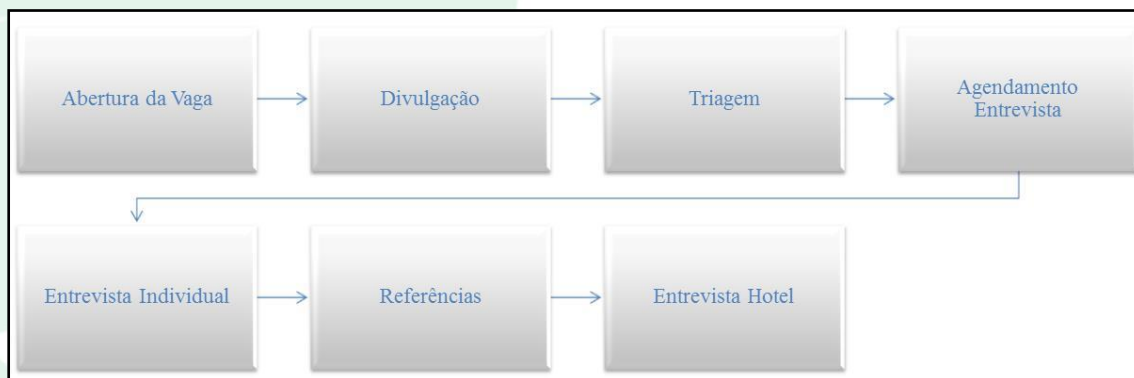 Abertura da Vaga
Divulgação
Triagem
Agendamento
Entrevista
Entrevista Individual
Referências
Entrevista Hotel